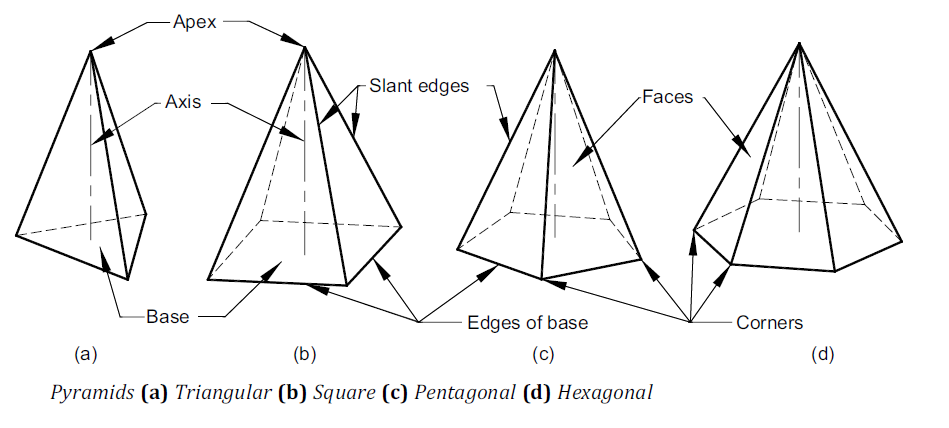 Apex
Axis
Slant edges
Faces
Base
Edges of base
Corners
(a)
(b)
(c)
(d)
Pyramids (a) Triangular (b) Square (c) Pentagonal (d) Hexagonal